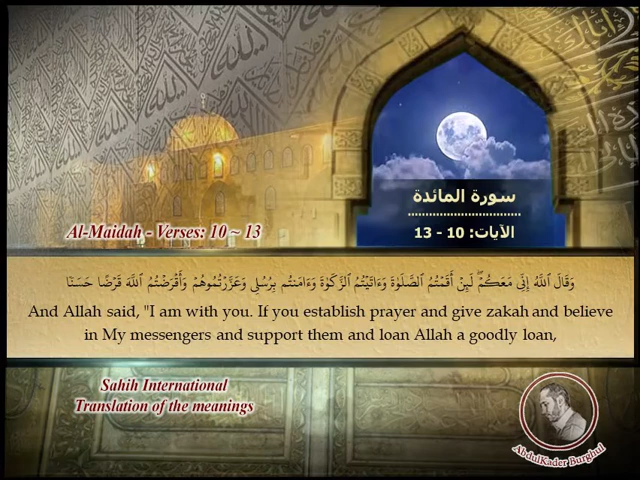 سورة المائدة
الآيات: 10 - 13
Al-Maidah - Verses: 10 ~ 13
وَقَالَ ٱللَّهُ إِنِّى مَعَكُمْ ۖ لَئِنْ أَقَمْتُمُ ٱلصَّلَوٰةَ وَءَاتَيْتُمُ ٱلزَّكَوٰةَ وَءَامَنتُم بِرُسُلِى وَعَزَّرْتُمُوهُمْ وَأَقْرَضْتُمُ ٱللَّهَ قَرْضًا حَسَنًا
And Allah said, "I am with you. If you establish prayer and give zakah and believe
in My messengers and support them and loan Allah a goodly loan,
Sahih International
Translation of the meanings
AbdulKader Burghul